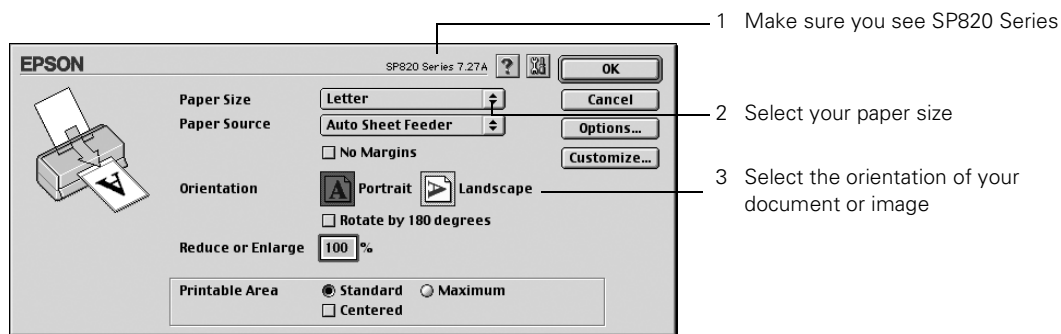 1 Make sure you see SP820 Series
EPSON
SP820 Series 7.27A
?
OK
Paper Size
Letter
Cancel
2 Select your paper size
Paper Source
Auto Sheet Feeder
Options...
No Margins
Customize...
Orientation
A Portrait
A Landscape
3 Select the orientation of your
document or image
Rotate by 180 degrees
Reduce or Enlarge
100 %
Printable Area
Standard
Maximum
Centered
A